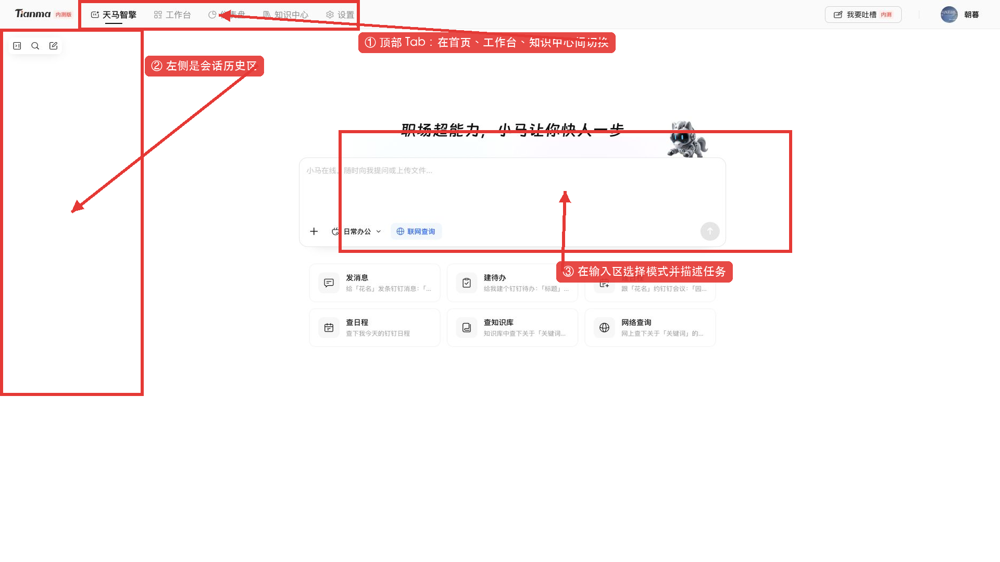 Tianma 内测版
天马智擎
工作台
仪表盘
知识中心
设置
我要吐槽 内测
朝暮
① 顶部 Tab：在首页、工作台、知识中心间切换
② 左侧是会话历史区
职场超能力，小马让你快人一步
小马在线，随时向我提问或上传文件...
日常办公
联网查询
③ 在输入区选择模式并描述任务
发消息
给「花名」发条钉钉消息：「...
建待办
给我建个钉钉待办：「标题」...
建日程
跟「花名」约钉钉会议：「园...
查日程
查下我今天的钉钉日程
查知识库
知识库中查下关于「关键词...
网络查询
网上查下关于「关键词」的...